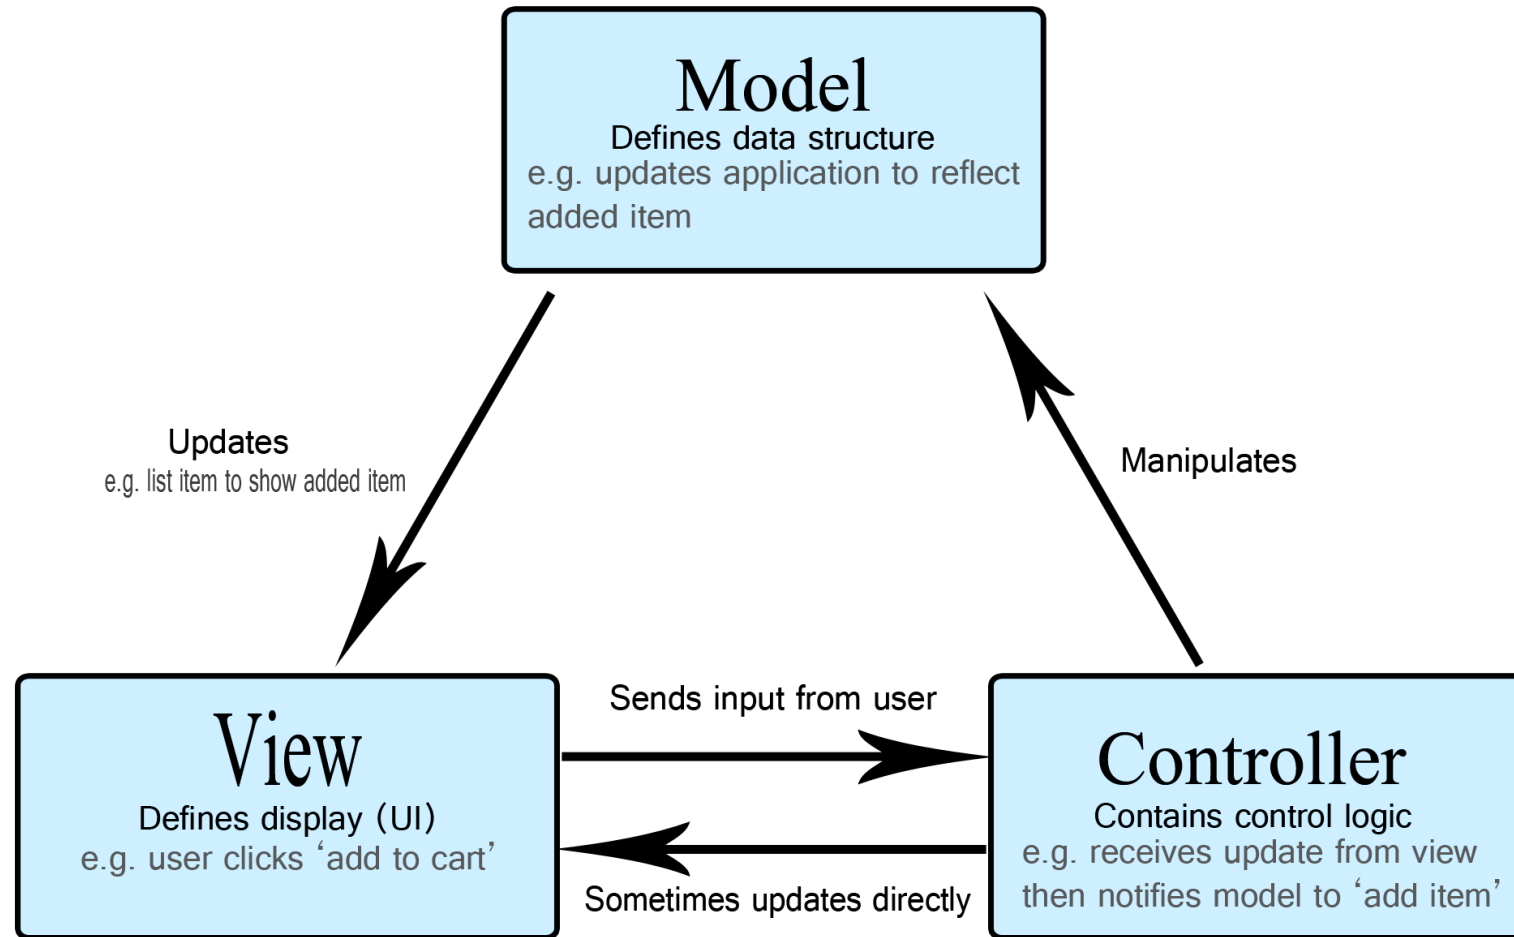 Model
Defines data structure
e.g. updates application to reflect
added item
Updates
e.g. list item to show added item
Manipulates
Sends input from user
View
Defines display (UI)
e.g. user clicks ‘add to cart’
Controller
Contains control logic
e.g. receives update from view
then notifies model to ‘add item’
Sometimes updates directly